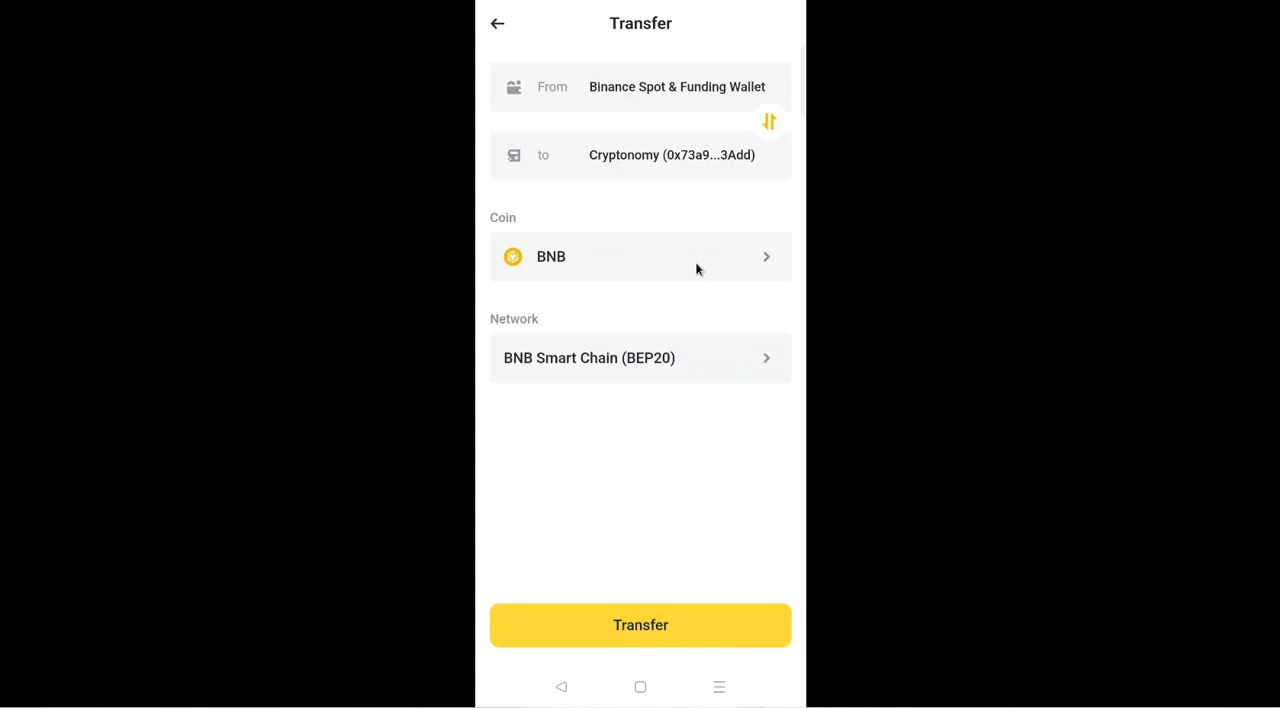 Transfer
From Binance Spot & Funding Wallet
to Cryptonomy (0x73a9...3Add)
Coin
BNB
Network
BNB Smart Chain (BEP20)
Transfer